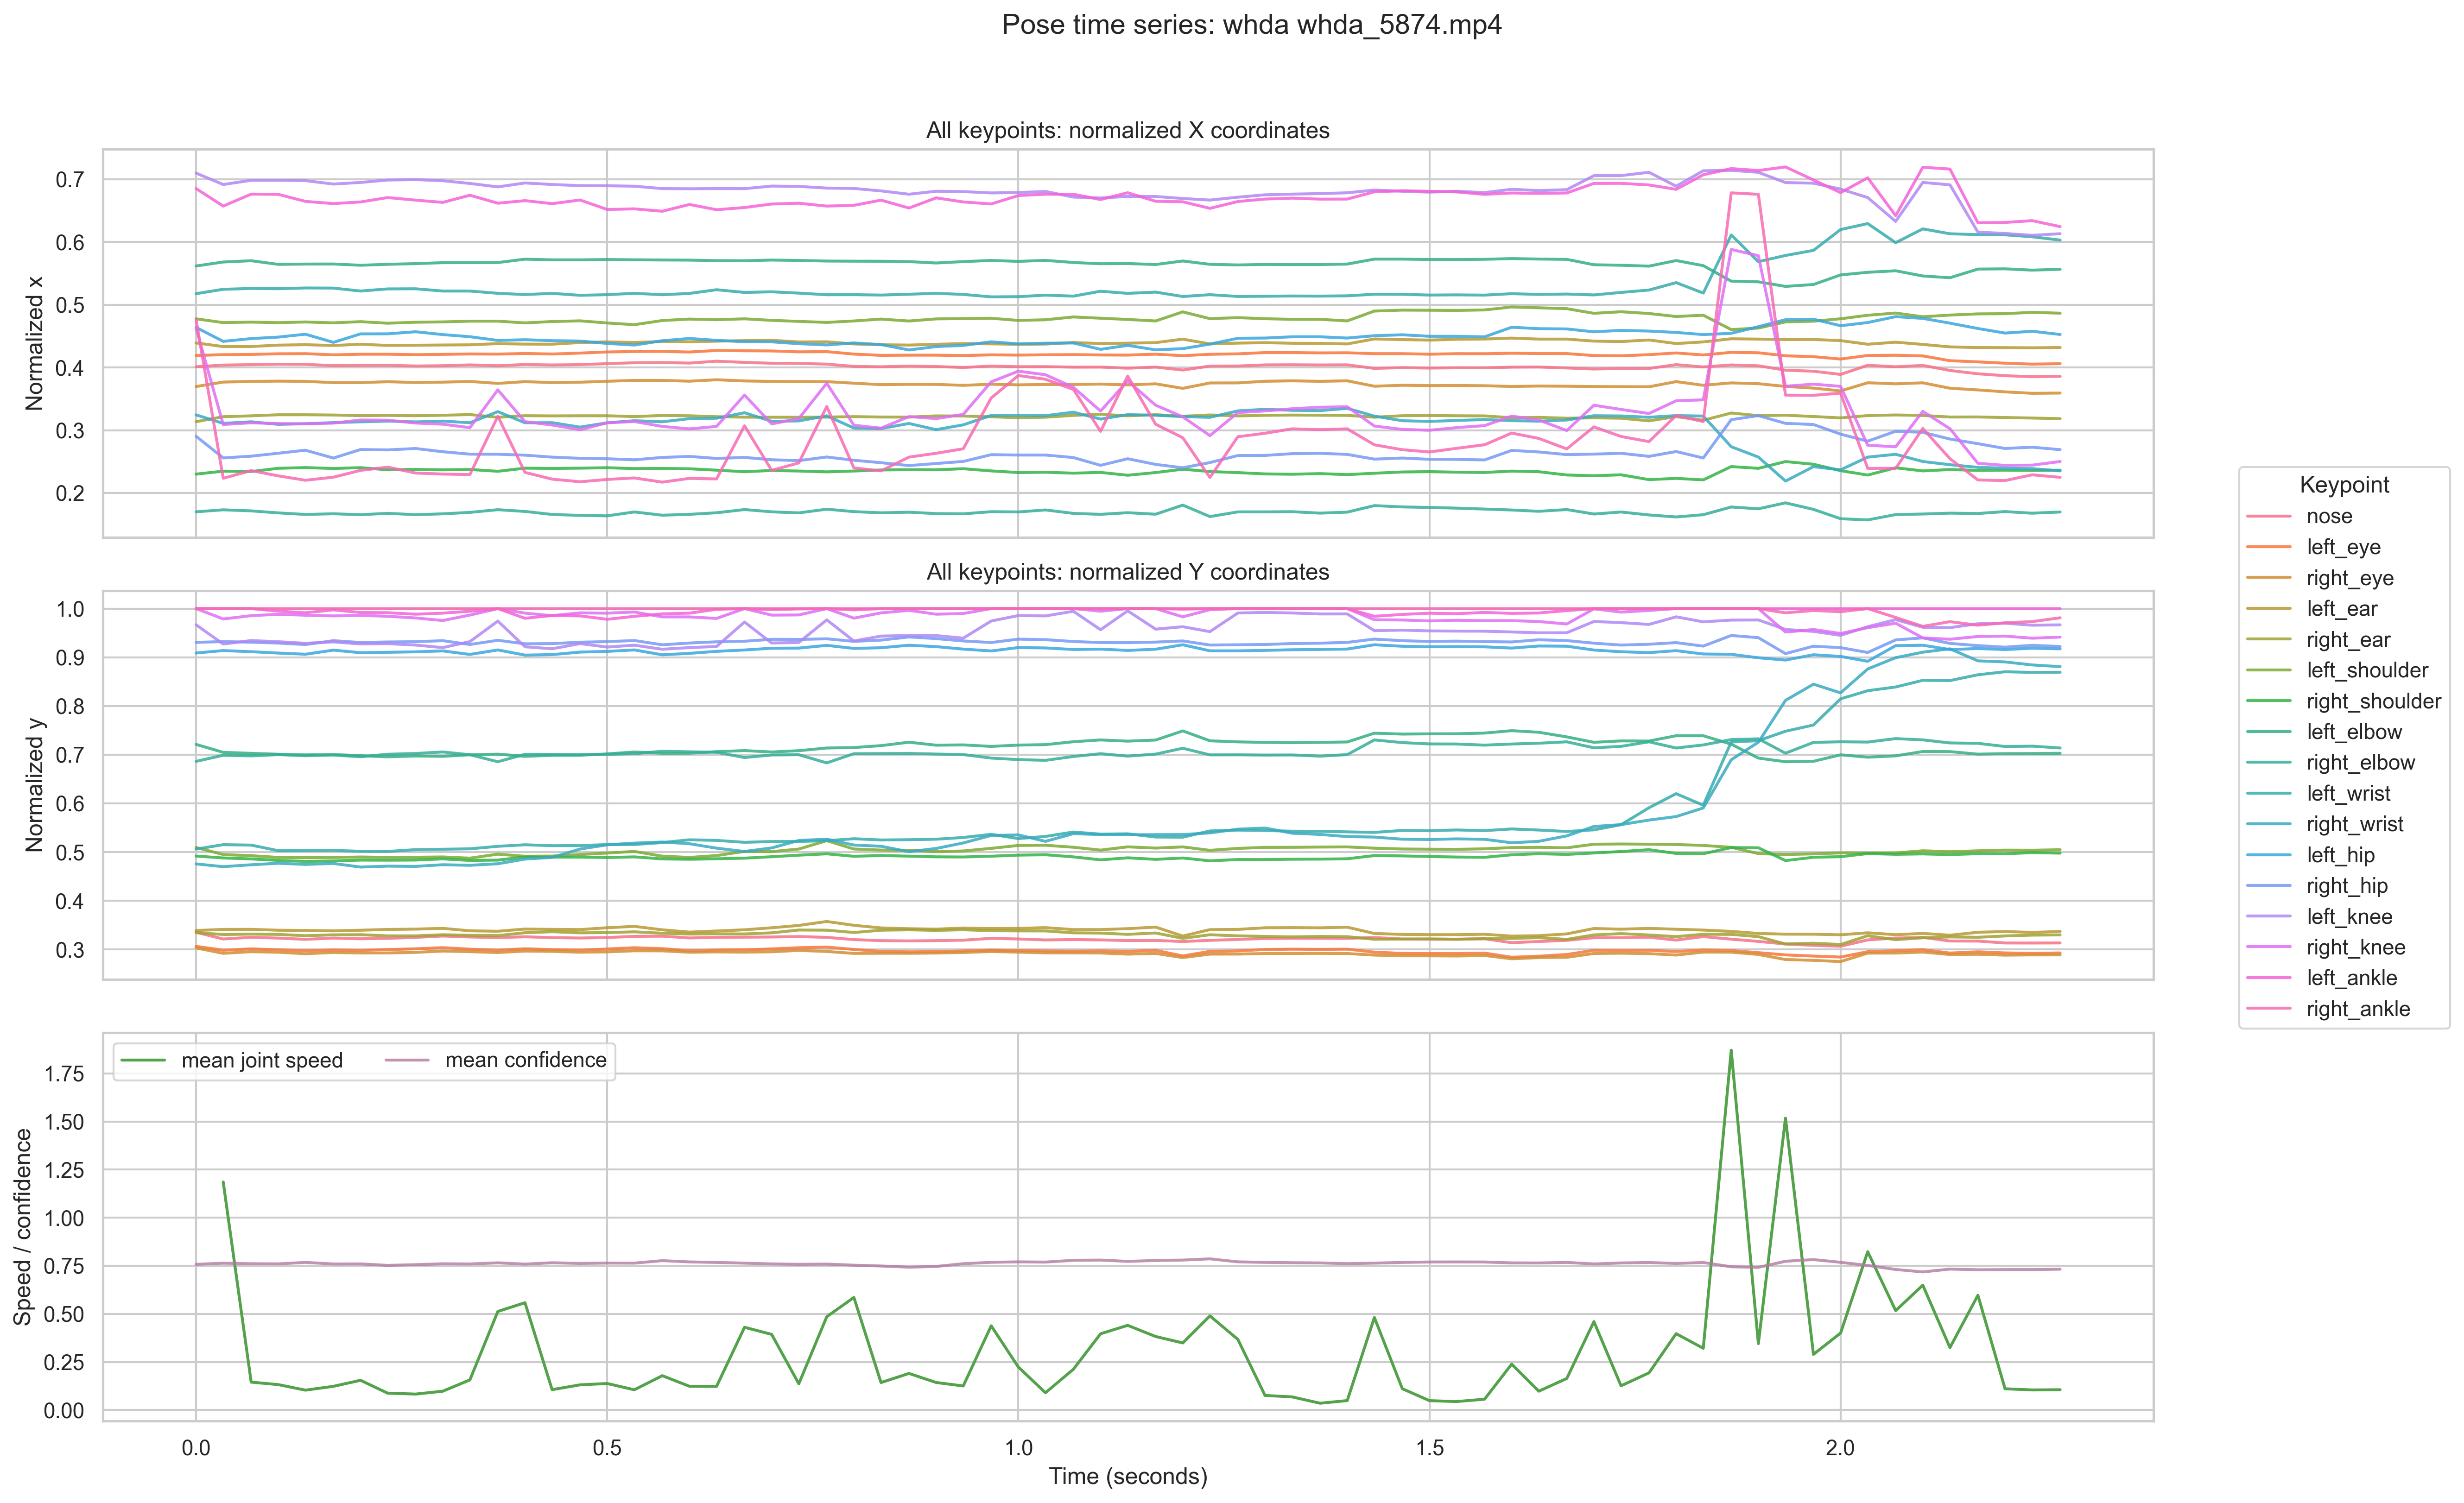 Pose time series: whda whda_5874.mp4
All keypoints: normalized X coordinates
Normalized x
0.7
0.6
0.5
0.4
0.3
0.2
All keypoints: normalized Y coordinates
Normalized y
1.0
0.9
0.8
0.7
0.6
0.5
0.4
0.3
Keypoint
nose
left_eye
right_eye
left_ear
right_ear
left_shoulder
right_shoulder
left_elbow
right_elbow
left_wrist
right_wrist
left_hip
right_hip
left_knee
right_knee
left_ankle
right_ankle
mean joint speed mean confidence
Speed / confidence
1.75
1.50
1.25
1.00
0.75
0.50
0.25
0.00
0.0 0.5 1.0 1.5 2.0
Time (seconds)